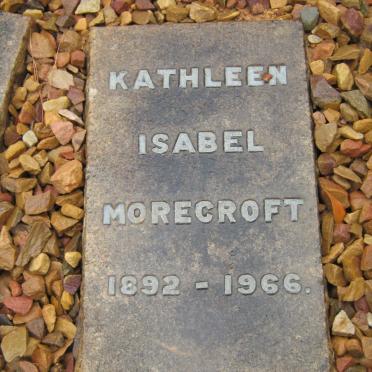 KATHLEEN
ISABEL
MORECROFT
1892 - 1966.